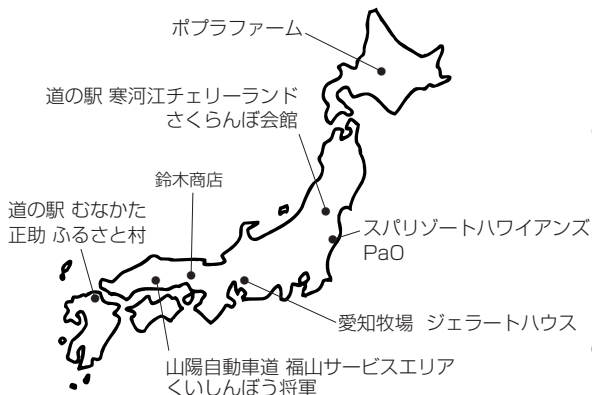 ポプラファーム
道の駅 寒河江チェリーランド
さくらんぼ会館
鈴木商店
道の駅 むなかた
正助 ふるさと村
スパリゾートハワイアンズ
PaO
愛知牧場 ジェラートハウス
山陽自動車道 福山サービスエリア
くいしんぼう将軍